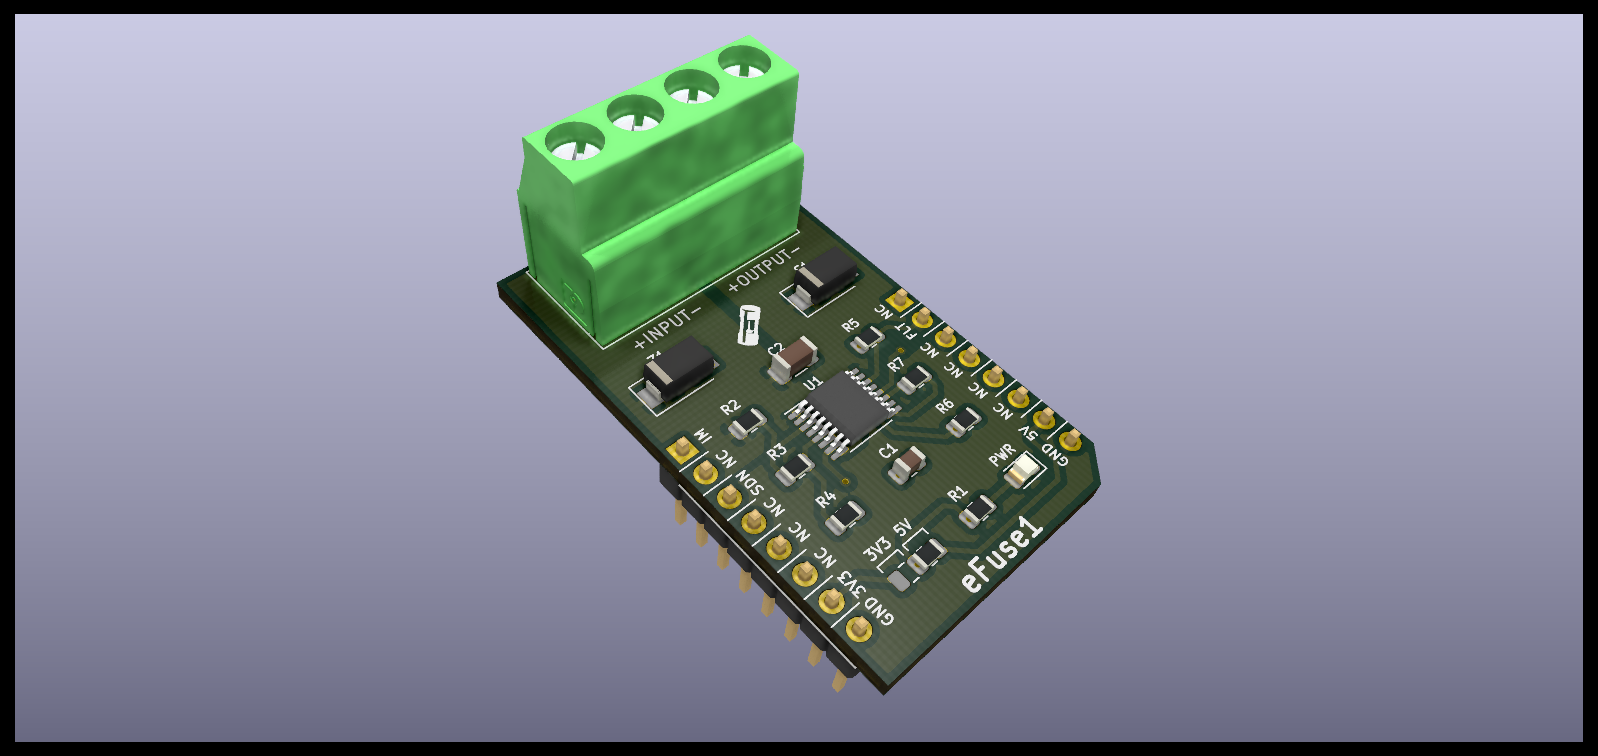 +OUTPUT-
+INPUT-
C2
R5
R7
R6
U1
R2
R3
R4
C1
R1
PWR
5V
3V3
eFuse1
NC
FLT
NC
NC
NC
NC
5V
GND
IM
NC
SDN
NC
NC
NC
3V3
GND